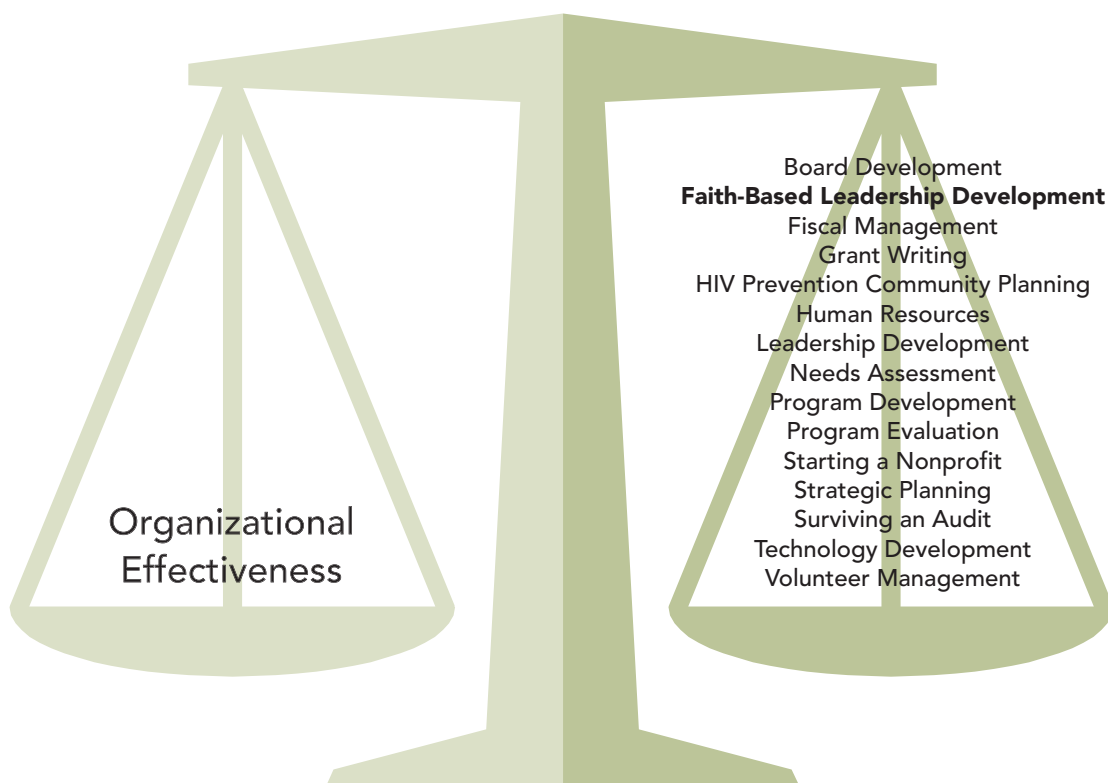 Organizational
Effectiveness
Board Development
Faith-Based Leadership Development
Fiscal Management
Grant Writing
HIV Prevention Community Planning
Human Resources
Leadership Development
Needs Assessment
Program Development
Program Evaluation
Starting a Nonprofit
Strategic Planning
Surviving an Audit
Technology Development
Volunteer Management